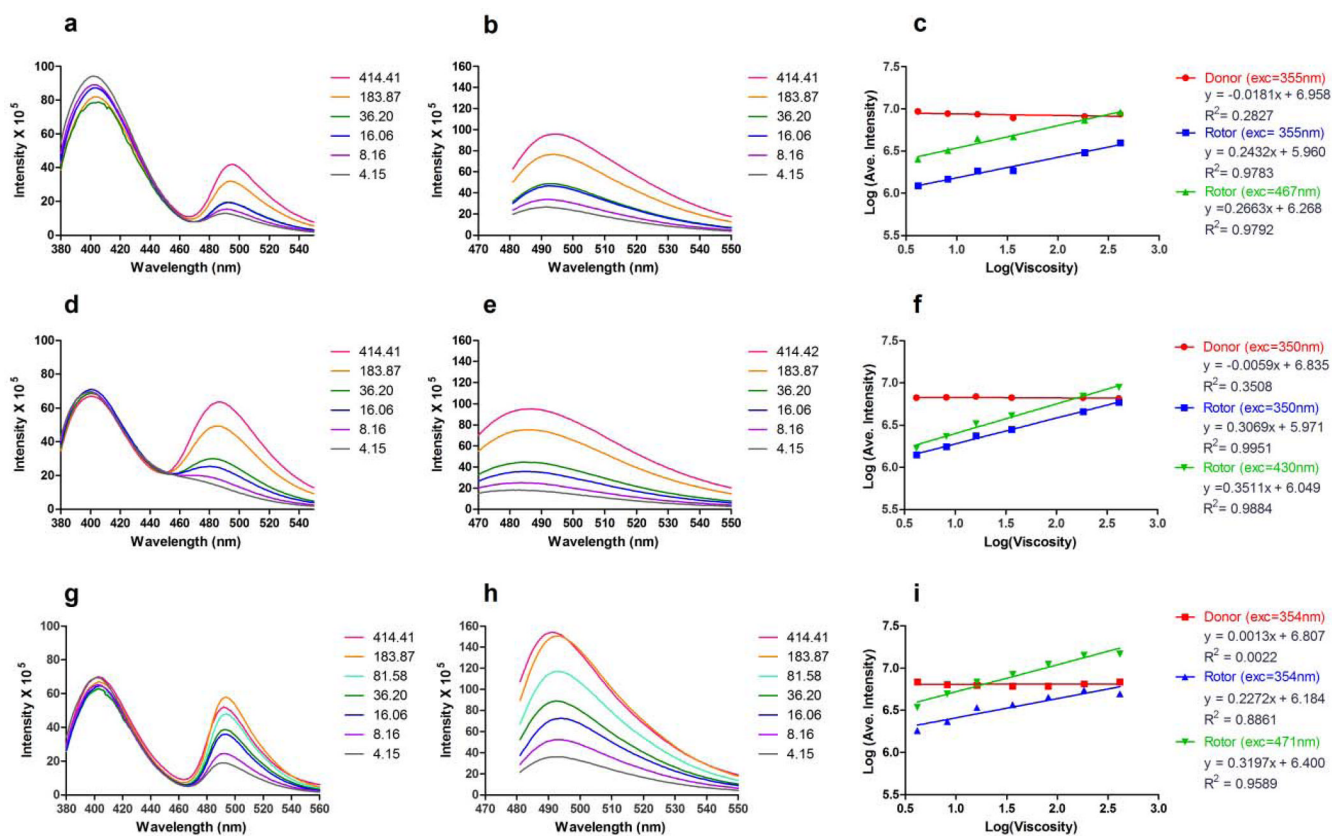 a
Intensity X 10^5
100
80
60
40
20
0
380 400 420 440 460 480 500 520 540
Wavelength (nm)
414.41
183.87
36.20
16.06
8.16
4.15
b
Intensity X 10^5
160
140
120
100
80
60
40
20
0
470 480 490 500 510 520 530 540 550
Wavelength (nm)
414.41
183.87
36.20
16.06
8.16
4.15
c
Log (Ave. Intensity)
7.5
7.0
6.5
6.0
5.5
0.5 1.0 1.5 2.0 2.5 3.0
Log(Viscosity)
Donor (exc=355nm)
y = -0.0181x + 6.958
R² = 0.2827
Rotor (exc= 355nm)
y = 0.2432x + 5.960
R² = 0.9783
Rotor (exc=467nm)
y =0.2663x + 6.268
R² = 0.9792
d
Intensity X 10^5
100
80
60
40
20
0
380 400 420 440 460 480 500 520 540
Wavelength (nm)
414.41
183.87
36.20
16.06
8.16
4.15
e
Intensity X 10^5
160
140
120
100
80
60
40
20
0
470 480 490 500 510 520 530 540 550
Wavelength (nm)
414.42
183.87
36.20
16.06
8.16
4.15
f
Log (Ave. Intensity)
7.5
7.0
6.5
6.0
5.5
0.5 1.0 1.5 2.0 2.5 3.0
Log(Viscosity)
Donor (exc=350nm)
y = -0.0059x + 6.835
R² = 0.3508
Rotor (exc=350nm)
y = 0.3069x + 5.971
R² = 0.9951
Rotor (exc=430nm)
y =0.3511x + 6.049
R² = 0.9884
g
Intensity X 10^5
100
80
60
40
20
0
380 400 420 440 460 480 500 520 540 560
Wavelength (nm)
414.41
183.87
81.58
36.20
16.06
8.16
4.15
h
Intensity X 10^5
160
140
120
100
80
60
40
20
0
470 480 490 500 510 520 530 540 550
Wavelength (nm)
414.41
183.87
81.58
36.20
16.06
8.16
4.15
i
Log (Ave. Intensity)
7.5
7.0
6.5
6.0
5.5
0.5 1.0 1.5 2.0 2.5 3.0
Log(Viscosity)
Donor (exc=354nm)
y = 0.0013x + 6.807
R² = 0.0022
Rotor (exc=354nm)
y = 0.2272x + 6.184
R² = 0.8861
Rotor (exc=471nm)
y = 0.3197x + 6.400
R² = 0.9589